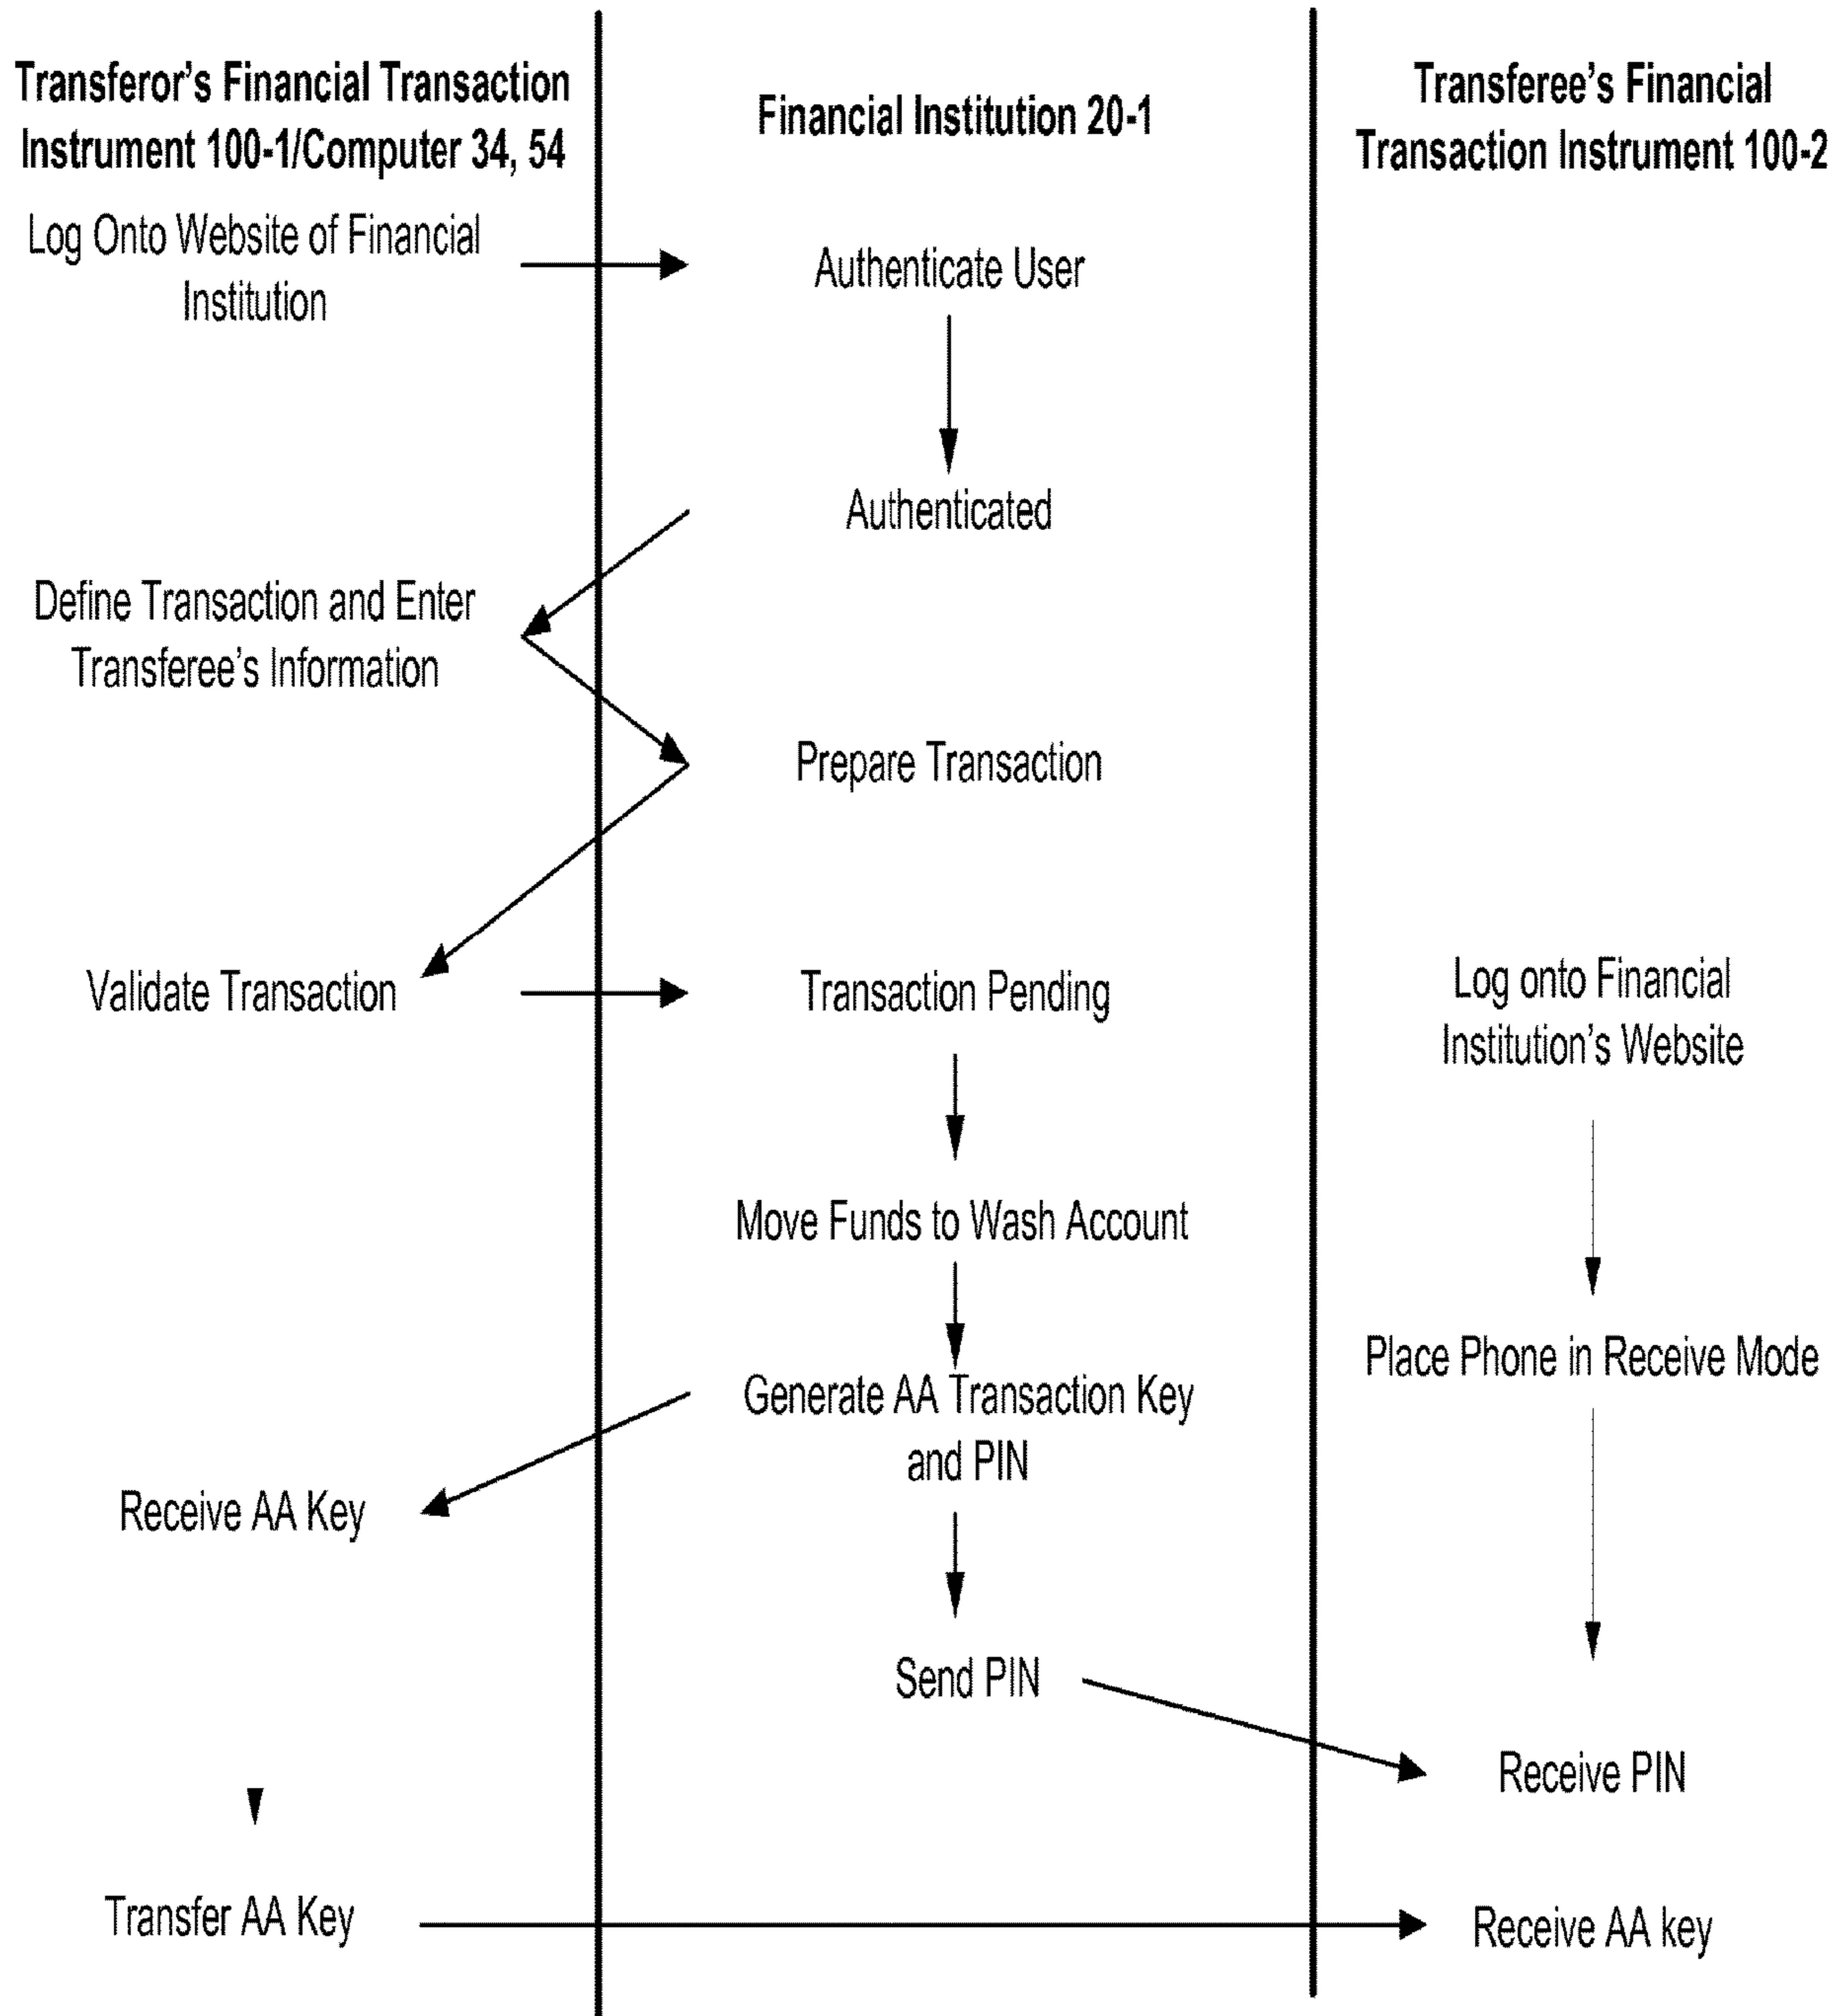 Transferor's Financial Transaction
Instrument 100-1/Computer 34, 54
Financial Institution 20-1
Transferee's Financial
Transaction Instrument 100-2
Log Onto Website of Financial
Institution
Authenticate User
Authenticated
Define Transaction and Enter
Transferee's Information
Prepare Transaction
Validate Transaction
Transaction Pending
Log onto Financial
Institution's Website
Move Funds to Wash Account
Place Phone in Receive Mode
Generate AA Transaction Key
and PIN
Receive AA Key
Send PIN
Receive PIN
Transfer AA Key
Receive AA key